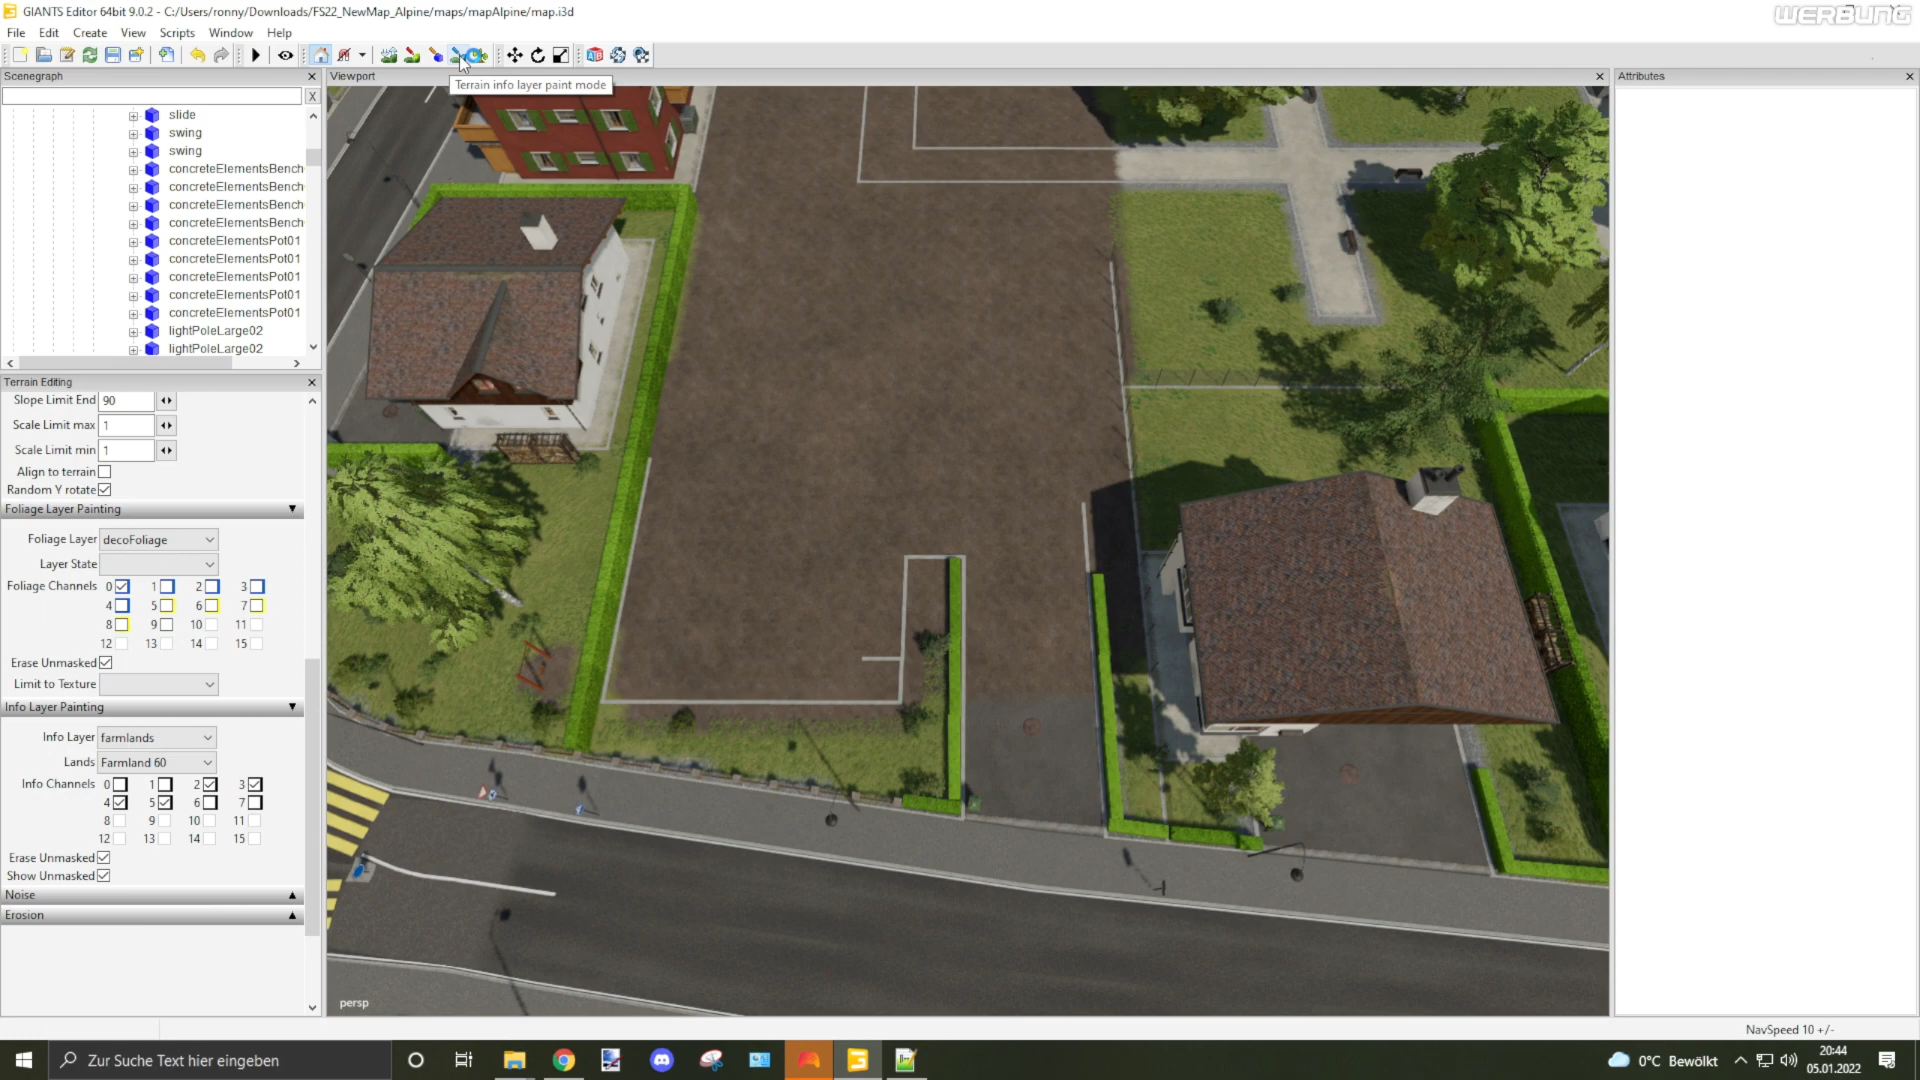 GIANTS Editor 64bit 9.0.2 - C:/Users/ronny/Downloads/FS22_NewMap_Alpine/maps/mapAlpine/map.i3d
WERBUNG
File Edit Create View Scripts Window Help
Scenegraph
Viewport
Attributes
Terrain info layer paint mode
X
slide
swing
swing
concreteElementsBench
concreteElementsBench
concreteElementsBench
concreteElementsBench
concreteElementsPot01
concreteElementsPot01
concreteElementsPot01
concreteElementsPot01
concreteElementsPot01
lightPoleLarge02
lightPoleLarge02
Terrain Editing
Slope Limit End 90
Scale Limit max 1
Scale Limit min 1
Align to terrain
Random Y rotate
Foliage Layer Painting
Foliage Layer decoFoliage
Layer State
Foliage Channels 0 1 2 3
4 5 6 7
8 9 10 11
12 13 14 15
Erase Unmasked
Limit to Texture
Info Layer Painting
Info Layer farmlands
Lands Farmland 60
Info Channels 0 1 2 3
4 5 6 7
8 9 10 11
12 13 14 15
Erase Unmasked
Show Unmasked
Noise
Erosion
persp
NavSpeed 10 +/-
Zur Suche Text hier eingeben
0°C Bewölkt
20:44
05.01.2022